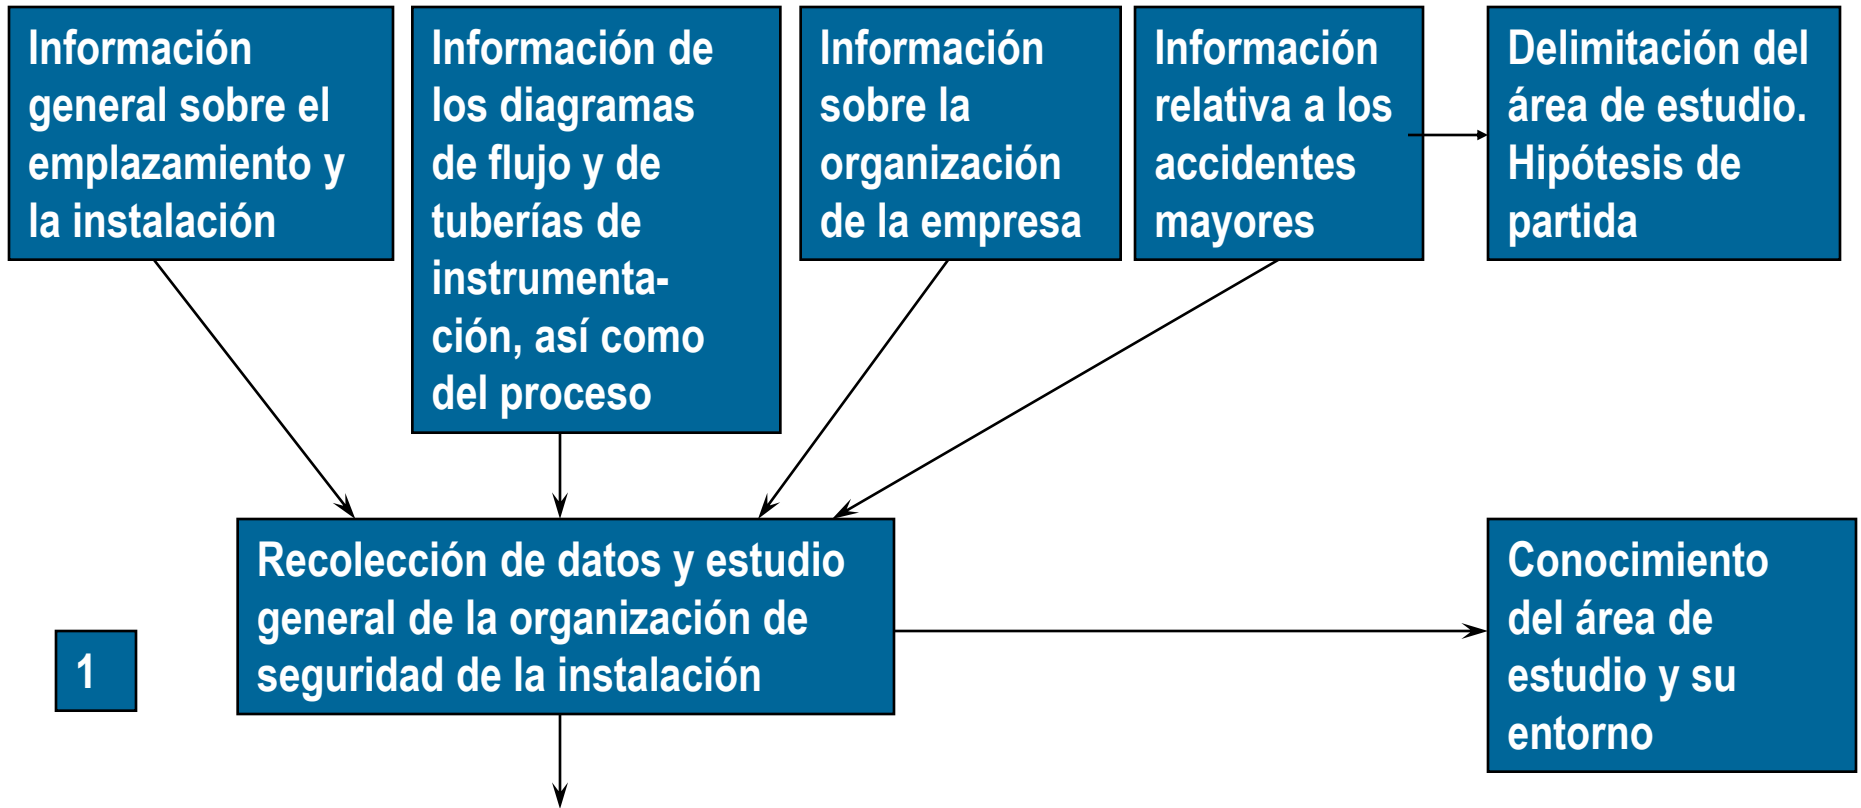 Información
general sobre el
emplazamiento y
la instalación
Información de
los diagramas
de flujo y de
tuberías de
instrumenta-
ción, así como
del proceso
Información
sobre la
organización
de la empresa
Información
relativa a los
accidentes
mayores
Delimitación del
área de estudio.
Hipótesis de
partida
Recolección de datos y estudio
general de la organización de
seguridad de la instalación
Conocimiento
del área de
estudio y su
entorno
1